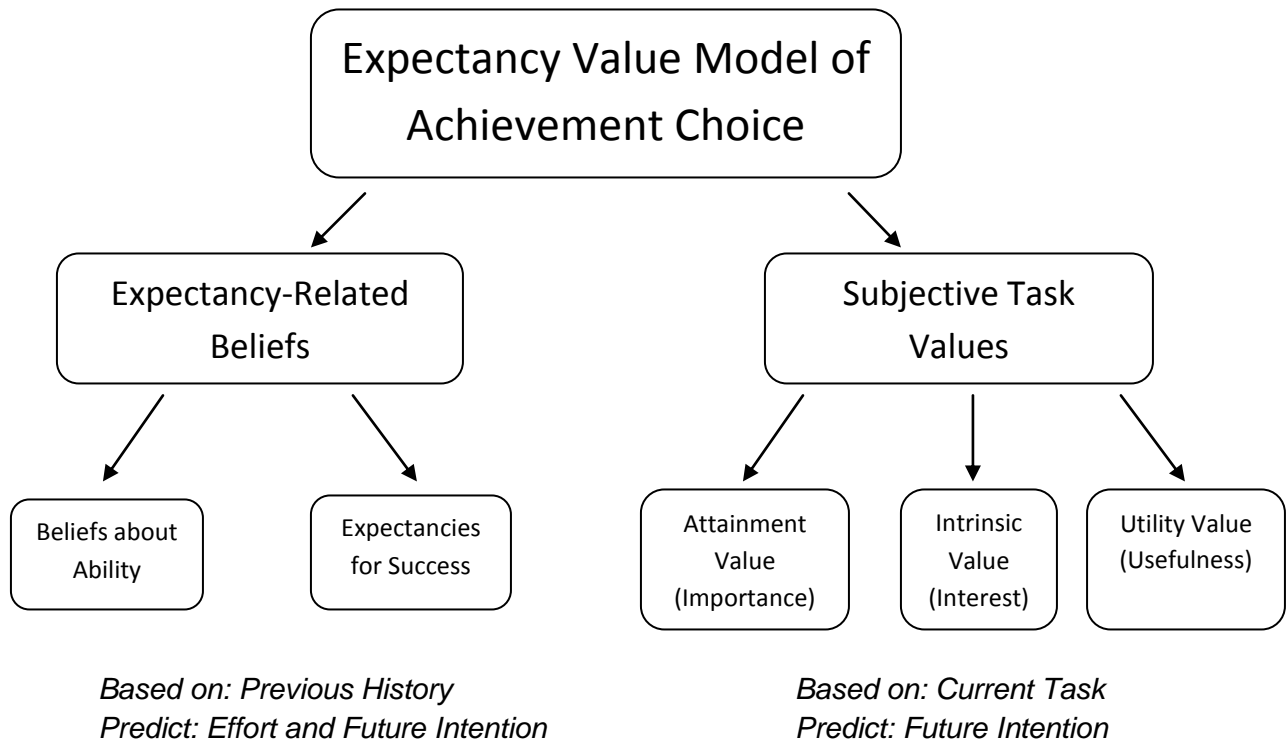 Expectancy Value Model of
Achievement Choice
Expectancy-Related
Beliefs
Subjective Task
Values
Beliefs about
Ability
Expectancies
for Success
Attainment
Value
(Importance)
Intrinsic
Value
(Interest)
Utility Value
(Usefulness)
Based on: Previous History
Predict: Effort and Future Intention
Based on: Current Task
Predict: Future Intention